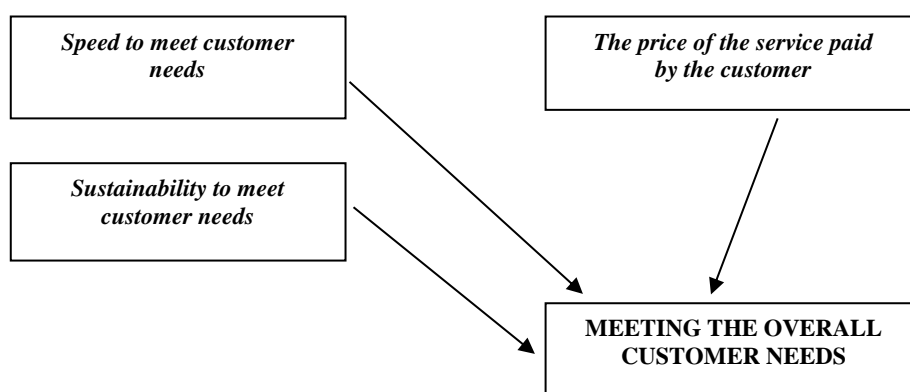 Speed to meet customer
needs
The price of the service paid
by the customer
Sustainability to meet
customer needs
MEETING THE OVERALL
CUSTOMER NEEDS